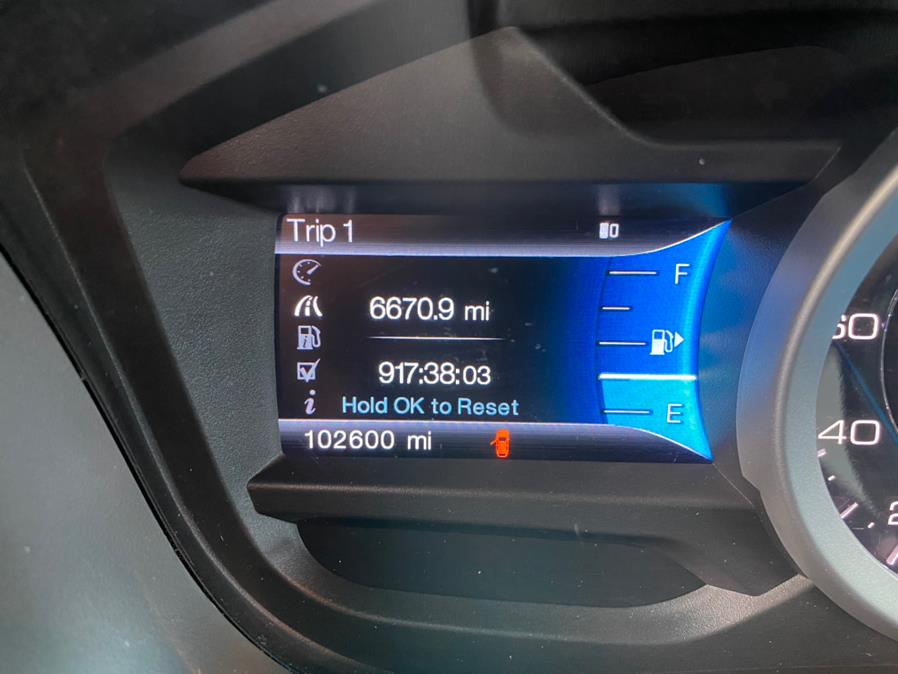 Trip 1
F
6670.9 mi
60
917:38:03
Hold OK to Reset
E
40
102600 mi